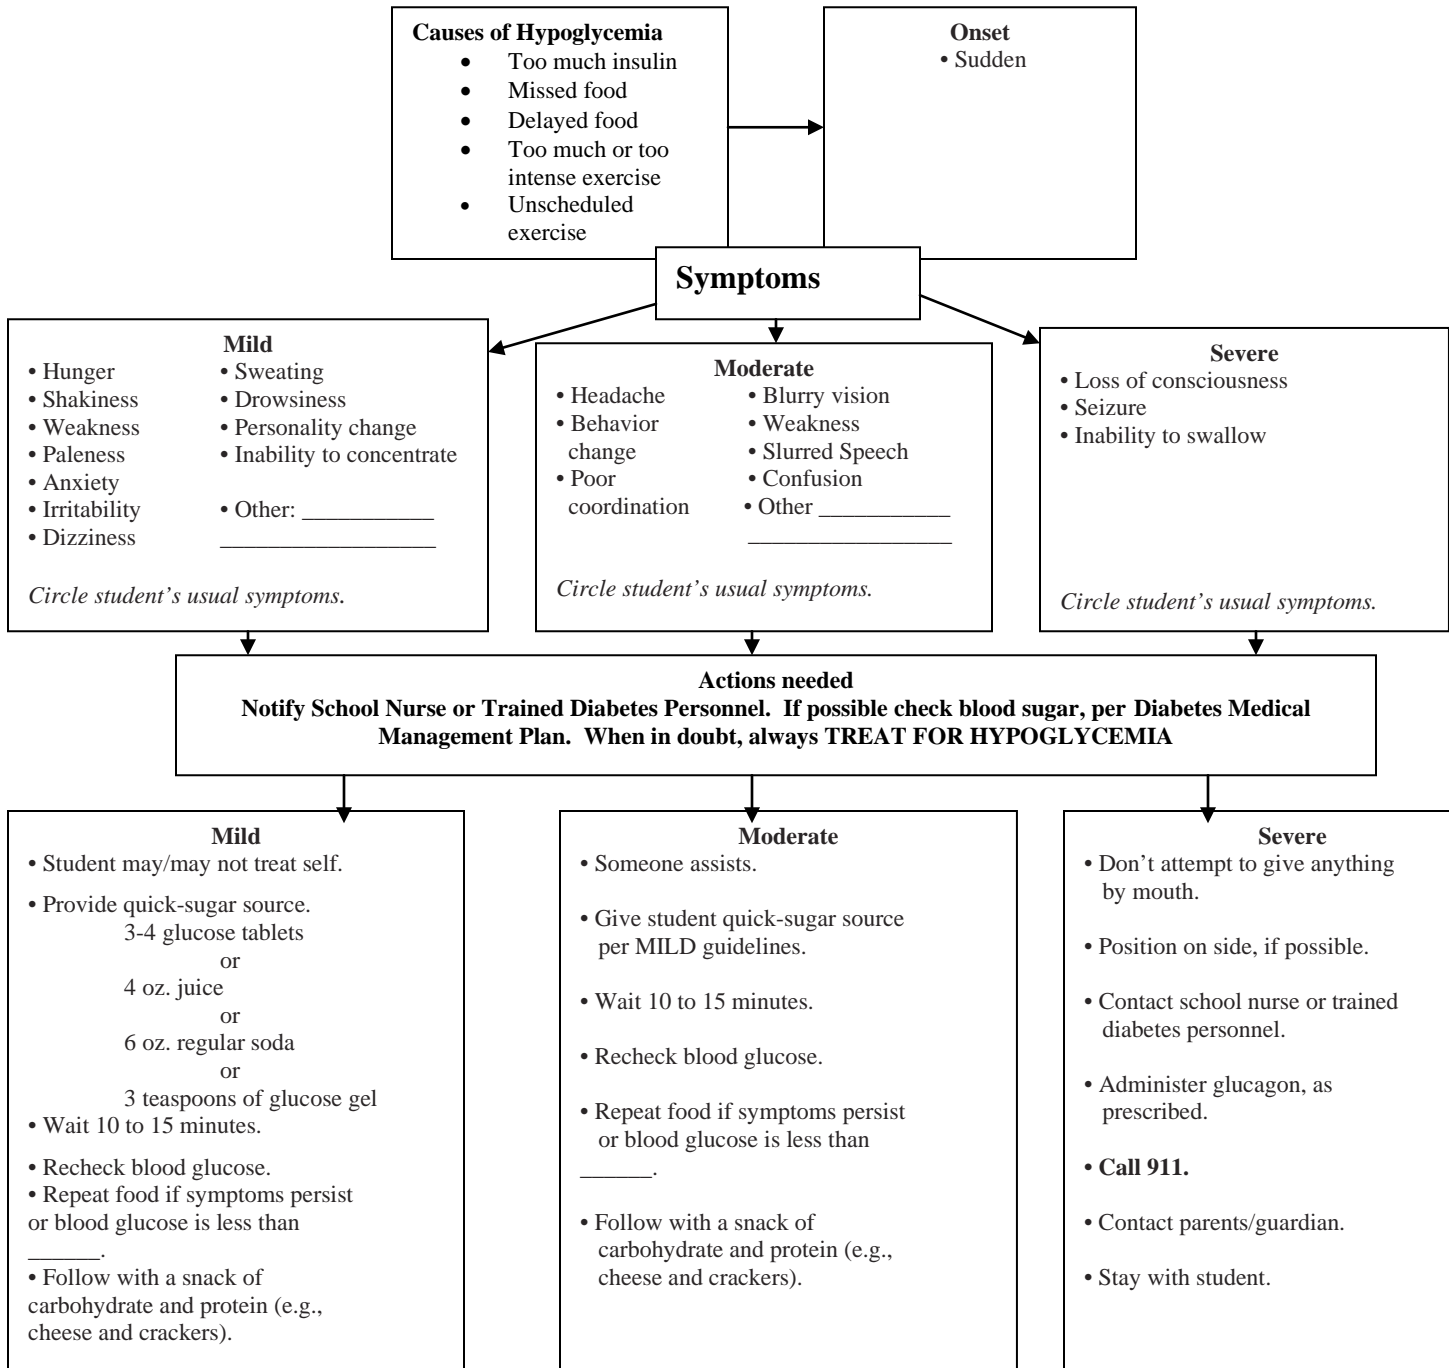 Causes of Hypoglycemia
• Too much insulin
• Missed food
• Delayed food
• Too much or too
intense exercise
• Unscheduled
exercise
Onset
• Sudden
Symptoms
Mild
• Hunger
• Shakiness
• Weakness
• Paleness
• Anxiety
• Irritability
• Dizziness
• Sweating
• Drowsiness
• Personality change
• Inability to concentrate
• Other: ___________
__________________
Circle student’s usual symptoms.
Moderate
• Headache
• Behavior
change
• Poor
coordination
• Blurry vision
• Weakness
• Slurred Speech
• Confusion
• Other ___________
_________________
Circle student’s usual symptoms.
Severe
• Loss of consciousness
• Seizure
• Inability to swallow
Circle student’s usual symptoms.
Actions needed
Notify School Nurse or Trained Diabetes Personnel. If possible check blood sugar, per Diabetes Medical
Management Plan. When in doubt, always TREAT FOR HYPOGLYCEMIA
Mild
• Student may/may not treat self.
• Provide quick-sugar source.
3-4 glucose tablets
or
4 oz. juice
or
6 oz. regular soda
or
3 teaspoons of glucose gel
• Wait 10 to 15 minutes.
• Recheck blood glucose.
• Repeat food if symptoms persist
or blood glucose is less than
______.
• Follow with a snack of
carbohydrate and protein (e.g.,
cheese and crackers).
Moderate
• Someone assists.
• Give student quick-sugar source
per MILD guidelines.
• Wait 10 to 15 minutes.
• Recheck blood glucose.
• Repeat food if symptoms persist
or blood glucose is less than
______.
• Follow with a snack of
carbohydrate and protein (e.g.,
cheese and crackers).
Severe
• Don’t attempt to give anything
by mouth.
• Position on side, if possible.
• Contact school nurse or trained
diabetes personnel.
• Administer glucagon, as
prescribed.
• Call 911.
• Contact parents/guardian.
• Stay with student.